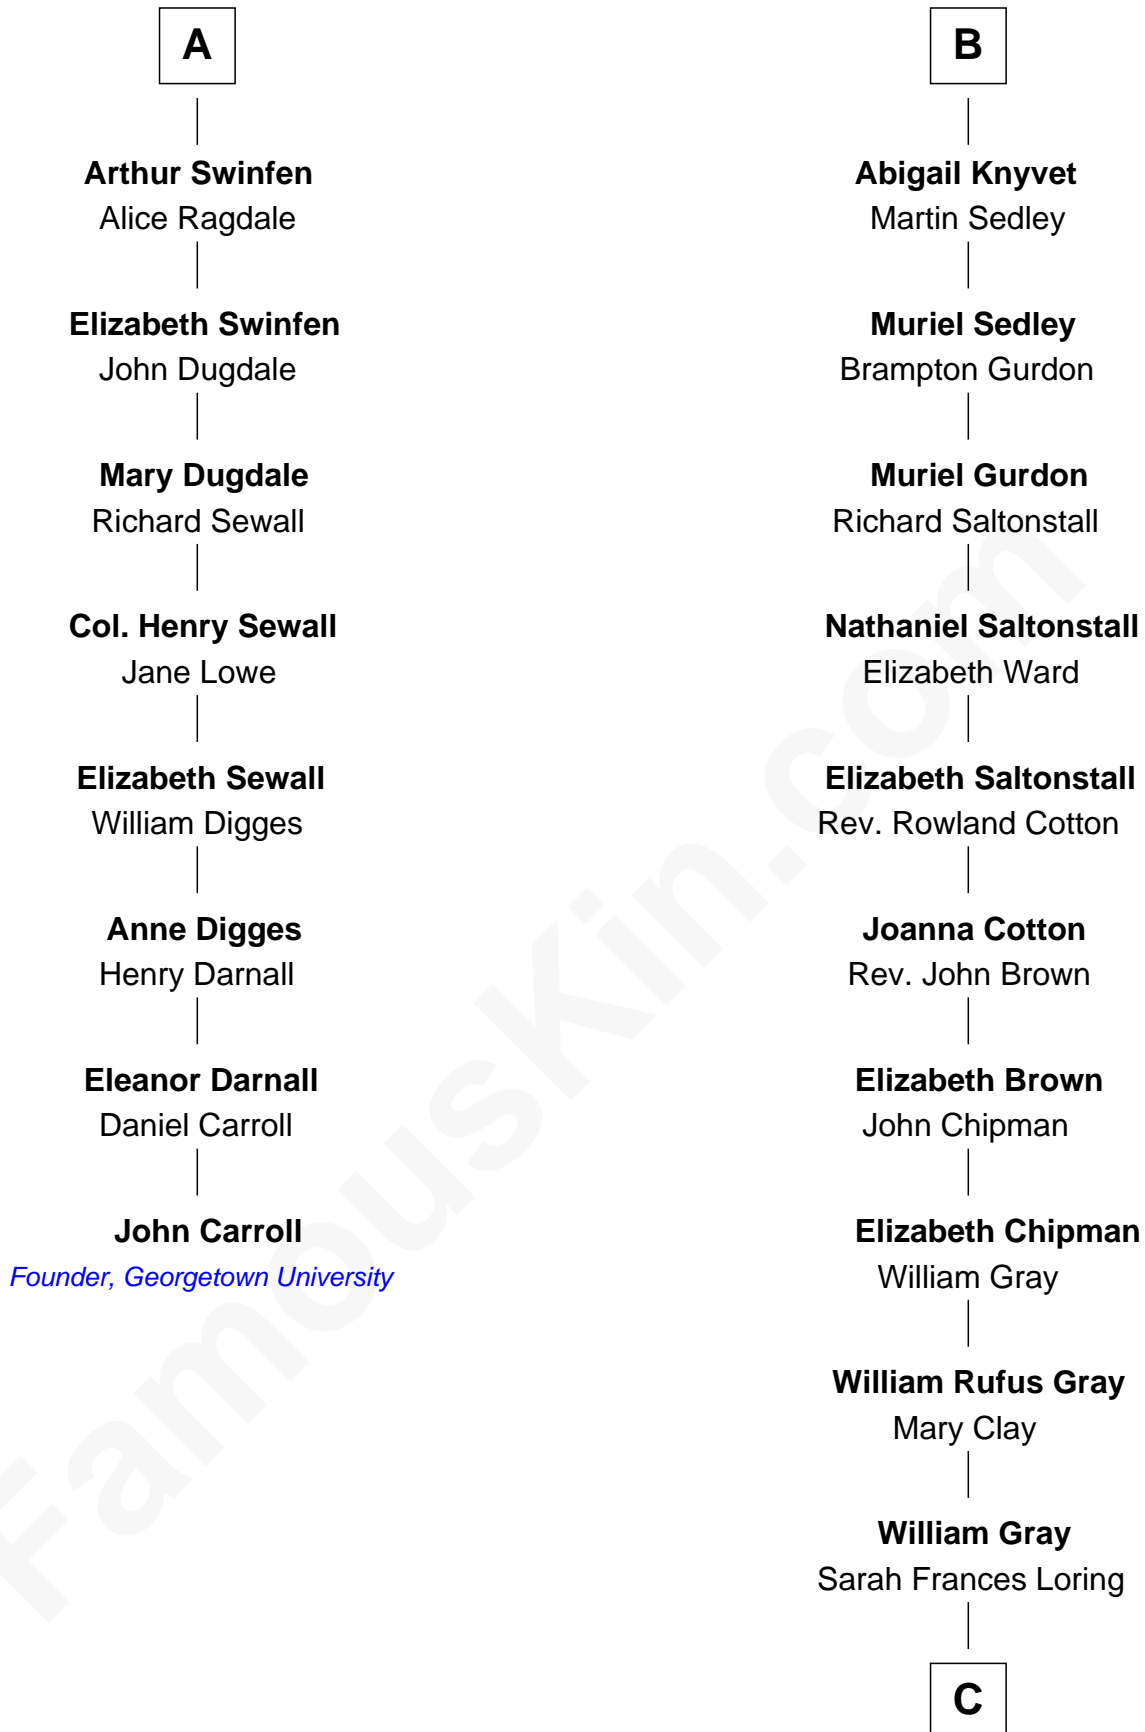 A
Arthur Swinfen
Alice Ragdale
Elizabeth Swinfen
John Dugdale
Mary Dugdale
Richard Sewall
Col. Henry Sewall
Jane Lowe
Elizabeth Sewall
William Digges
Anne Digges
Henry Darnall
Eleanor Darnall
Daniel Carroll
John Carroll
Founder, Georgetown University
B
Abigail Knyvet
Martin Sedley
Muriel Sedley
Brampton Gurdon
Muriel Gurdon
Richard Saltonstall
Nathaniel Saltonstall
Elizabeth Ward
Elizabeth Saltonstall
Rev. Rowland Cotton
Joanna Cotton
Rev. John Brown
Elizabeth Brown
John Chipman
Elizabeth Chipman
William Gray
William Rufus Gray
Mary Clay
William Gray
Sarah Frances Loring
C
FamousKin.com